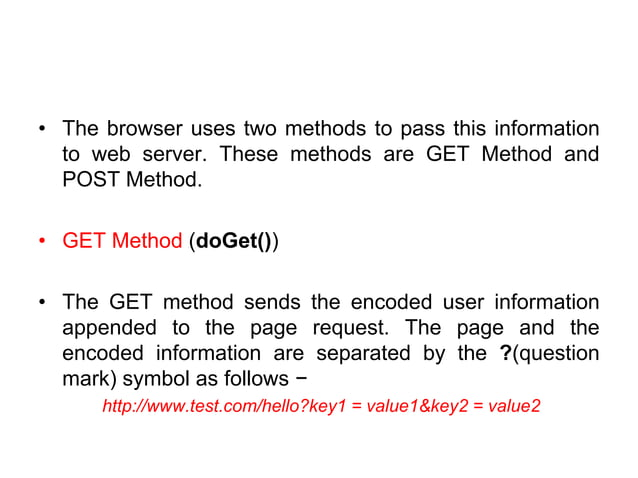 • The browser uses two methods to pass this information
to web server. These methods are GET Method and
POST Method.
• GET Method (doGet())
• The GET method sends the encoded user information
appended to the page request. The page and the
encoded information are separated by the ?(question
mark) symbol as follows −
http://www.test.com/hello?key1 = value1&key2 = value2